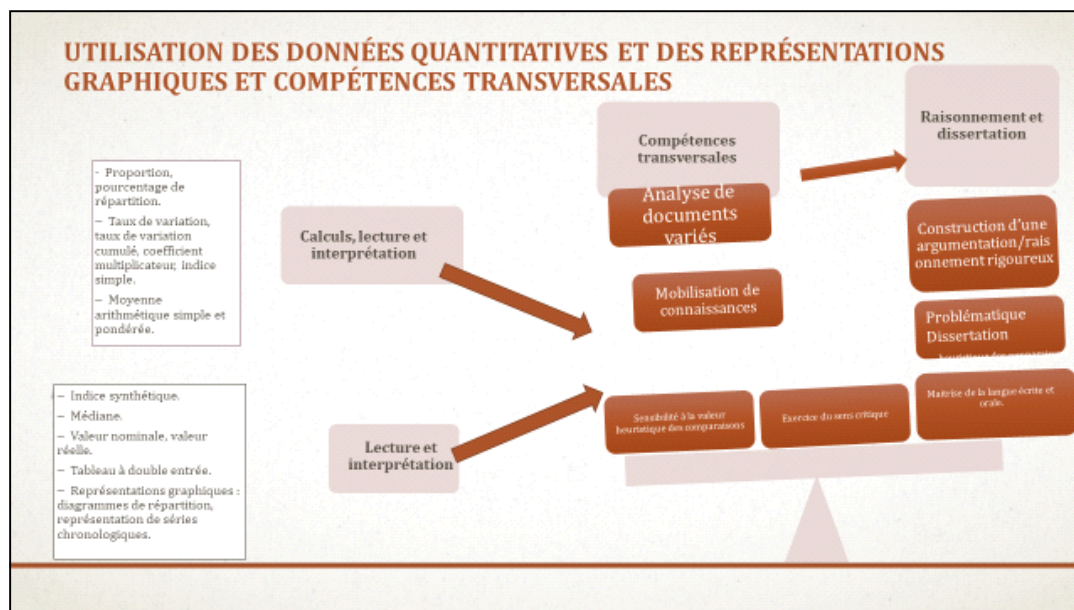 UTILISATION DES DONNÉES QUANTITATIVES ET DES REPRÉSENTATIONS
GRAPHIQUES ET COMPÉTENCES TRANSVERSALES
- Proportion,
pourcentage de
répartition.
– Taux de variation,
taux de variation
cumulé, coefficient
multiplicateur, indice
simple.
– Moyenne
arithmétique simple et
pondérée.
– Indice synthétique.
– Médiane.
– Valeur nominale, valeur
réelle.
– Tableau à double entrée.
– Représentations graphiques :
diagrammes de répartition,
représentation de séries
chronologiques.
Calculs, lecture et
interprétation
Lecture et
interprétation
Compétences
transversales
Analyse de
documents
variés
Mobilisation de
connaissances
Sensibilité à la valeur
heuristique des comparaisons
Exercice du sens critique
Raisonnement et
dissertation
Construction d'une
argumentation/rais
onnement rigoureux
Problématique
Dissertation
Maitrise de la langue écrite et
orale.